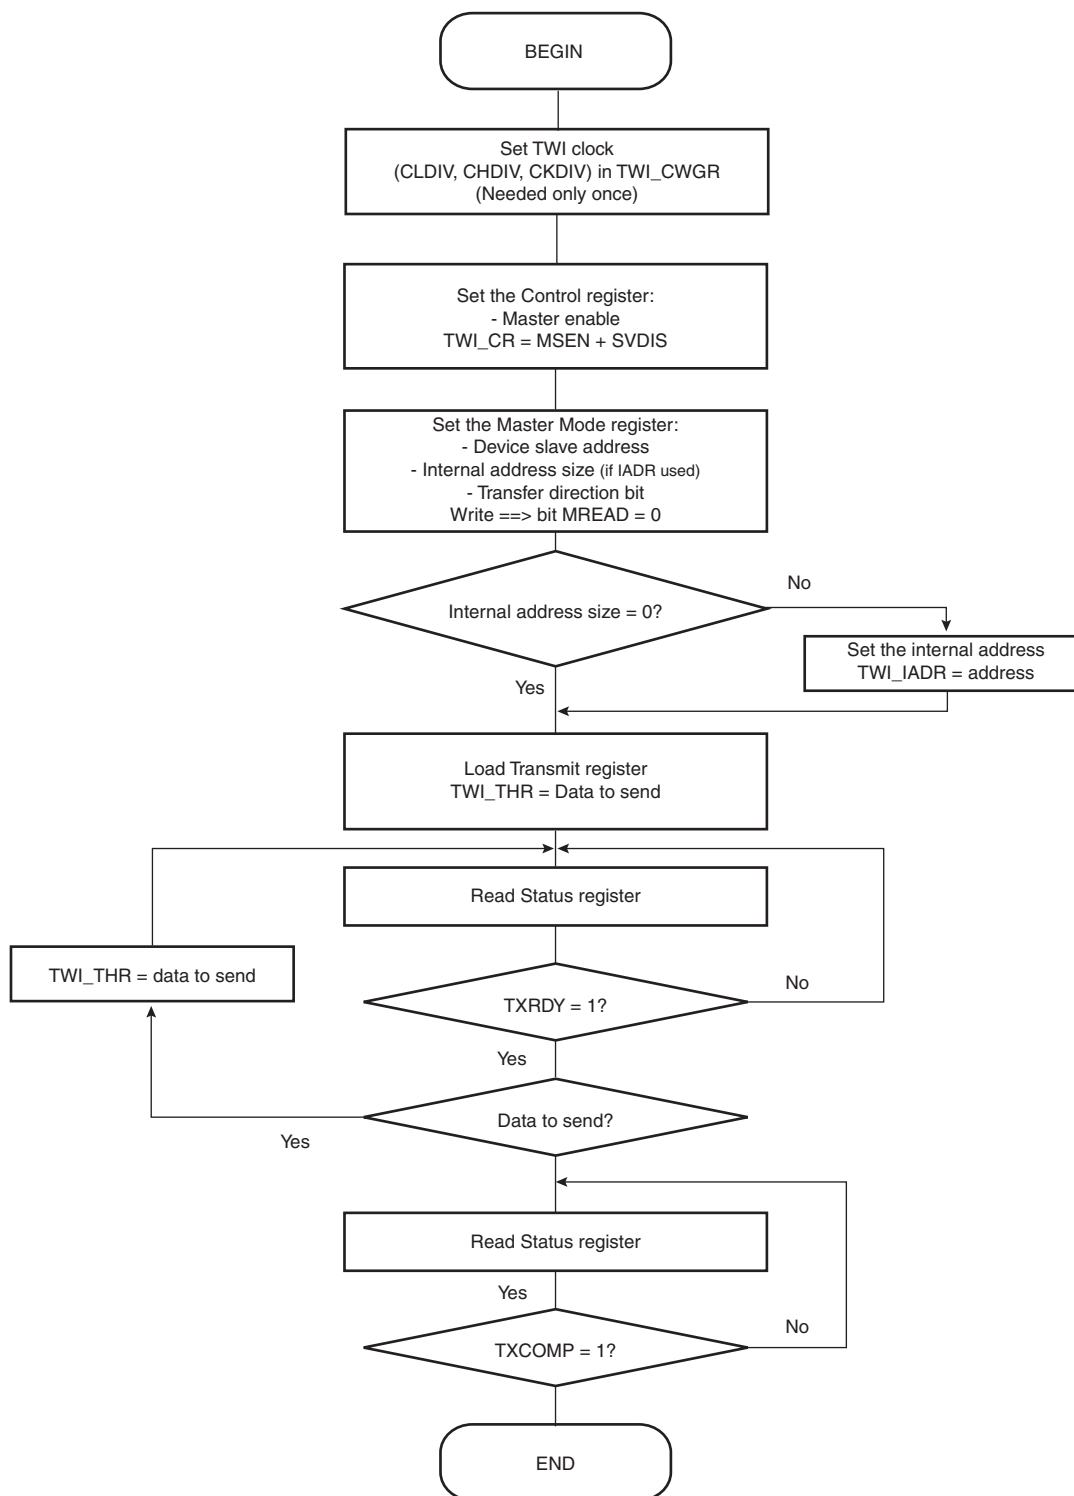 BEGIN
Set TWI clock
(CLDIV, CHDIV, CKDIV) in TWI_CWGR
(Needed only once)
Set the Control register:
- Master enable
TWI_CR = MSEN + SVDIS
Set the Master Mode register:
- Device slave address
- Internal address size (if IADR used)
- Transfer direction bit
Write ==> bit MREAD = 0
No
Internal address size = 0?
Set the internal address
TWI_IADR = address
Yes
Load Transmit register
TWI_THR = Data to send
Read Status register
TWI_THR = data to send
No
TXRDY = 1?
Yes
Data to send?
Yes
Read Status register
Yes
No
TXCOMP = 1?
END